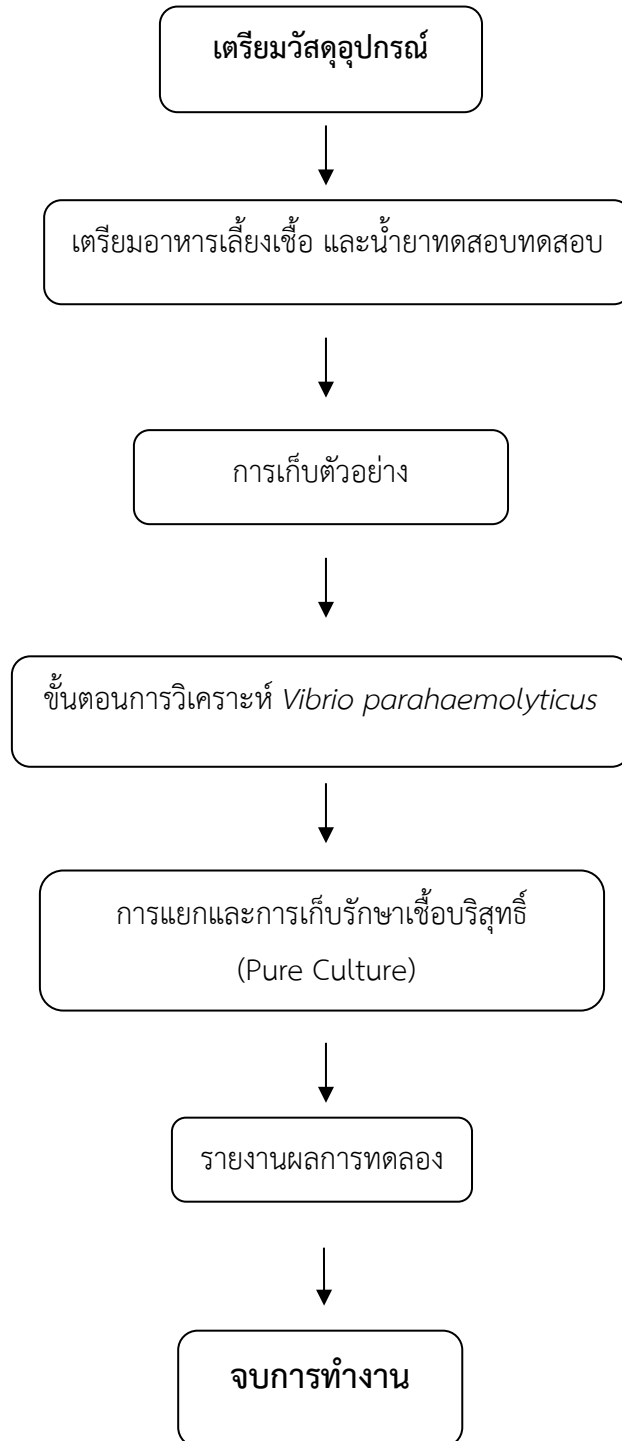 เตรียมวัสดุอุปกรณ์
เตรียมอาหารเลี้ยงเชื้อ และน้ำยาทดสอบทดสอบ
การเก็บตัวอย่าง
ขั้นตอนการวิเคราะห์ Vibrio parahaemolyticus
การแยกและการเก็บรักษาเชื้อบริสุทธิ์
(Pure Culture)
รายงานผลการทดลอง
จบการทำงาน